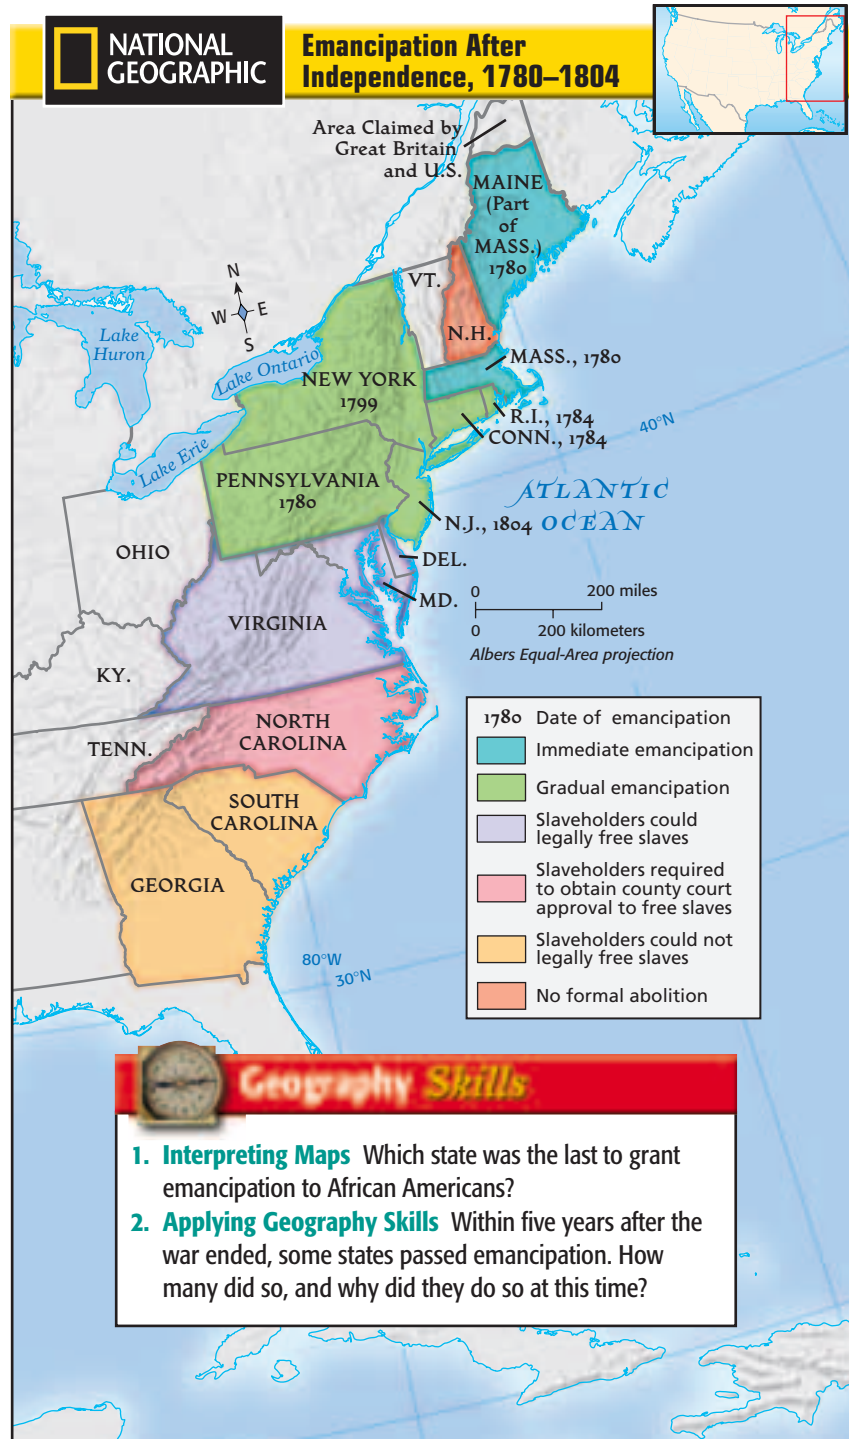 NATIONAL
GEOGRAPHIC
Emancipation After
Independence, 1780–1804
Area Claimed by
Great Britain
and U.S.
MAINE
(Part
of
MASS.)
1780
N
W E
S
VT.
N.H.
Lake
Huron
Lake Ontario
MASS., 1780
NEW YORK
1799
R.I., 1784
CONN., 1784
40°N
Lake Erie
PENNSYLVANIA
1780
ATLANTIC
OCEAN
N.J., 1804
OHIO
DEL.
MD.
0 200 miles
0 200 kilometers
Albers Equal-Area projection
VIRGINIA
KY.
NORTH
CAROLINA
TENN.
SOUTH
CAROLINA
GEORGIA
80°W
30°N
1780 Date of emancipation
Immediate emancipation
Gradual emancipation
Slaveholders could
legally free slaves
Slaveholders required
to obtain county court
approval to free slaves
Slaveholders could not
legally free slaves
No formal abolition
Geography Skills
1. Interpreting Maps Which state was the last to grant
emancipation to African Americans?
2. Applying Geography Skills Within five years after the
war ended, some states passed emancipation. How
many did so, and why did they do so at this time?